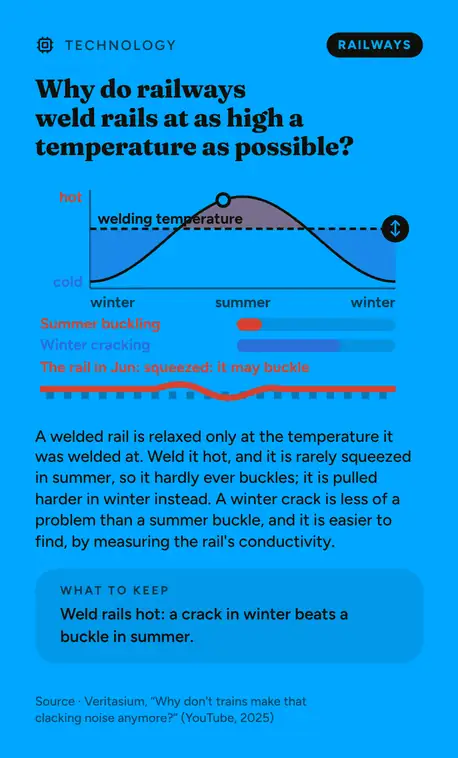 TECHNOLOGY
RAILWAYS
Why do railways
weld rails at as high a
temperature as possible?
hot
welding temperature
cold
winter
summer
winter
Summer buckling
Winter cracking
The rail in Jun: squeezed: it may buckle
A welded rail is relaxed only at the temperature it
was welded at. Weld it hot, and it is rarely squeezed
in summer, so it hardly ever buckles; it is pulled
harder in winter instead. A winter crack is less of a
problem than a summer buckle, and it is easier to
find, by measuring the rail's conductivity.
WHAT TO KEEP
Weld rails hot: a crack in winter beats a
buckle in summer.
Source · Veritasium, “Why don't trains make that
clacking noise anymore?” (YouTube, 2025)